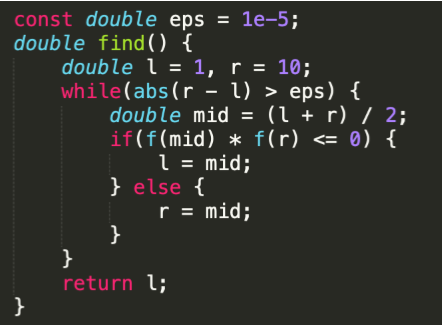 const double eps = 1e-5;
double find() {
    double l = 1, r = 10;
    while(abs(r - l) > eps) {
        double mid = (l + r) / 2;
        if(f(mid) * f(r) <= 0) {
            l = mid;
        } else {
            r = mid;
        }
    }
    return l;
}